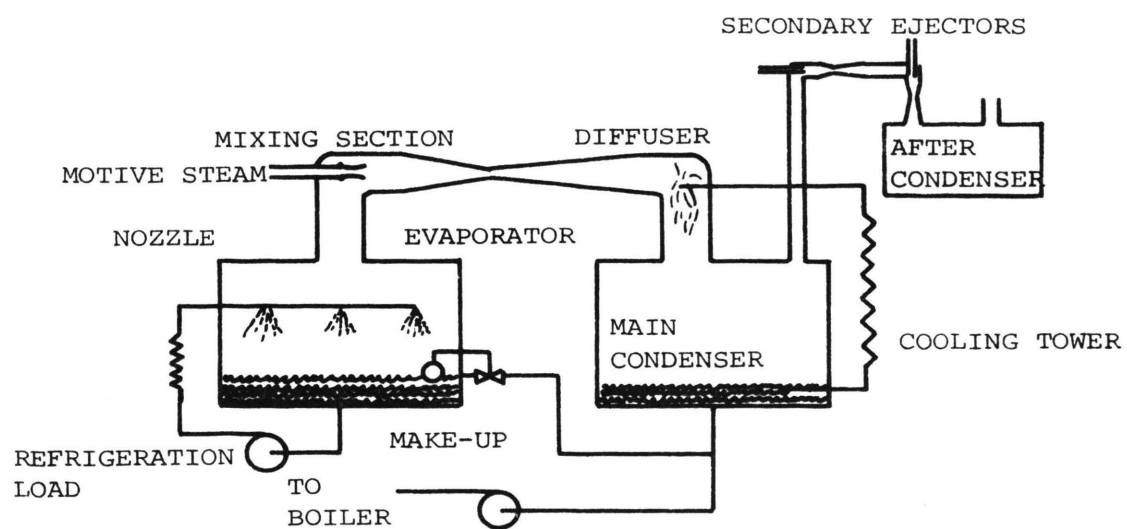 SECONDARY EJECTORS
MIXING SECTION
DIFFUSER
AFTER
CONDENSER
MOTIVE STEAM
NOZZLE
EVAPORATOR
MAIN
CONDENSER
COOLING TOWER
MAKE-UP
REFRIGERATION
LOAD
TO
BOILER